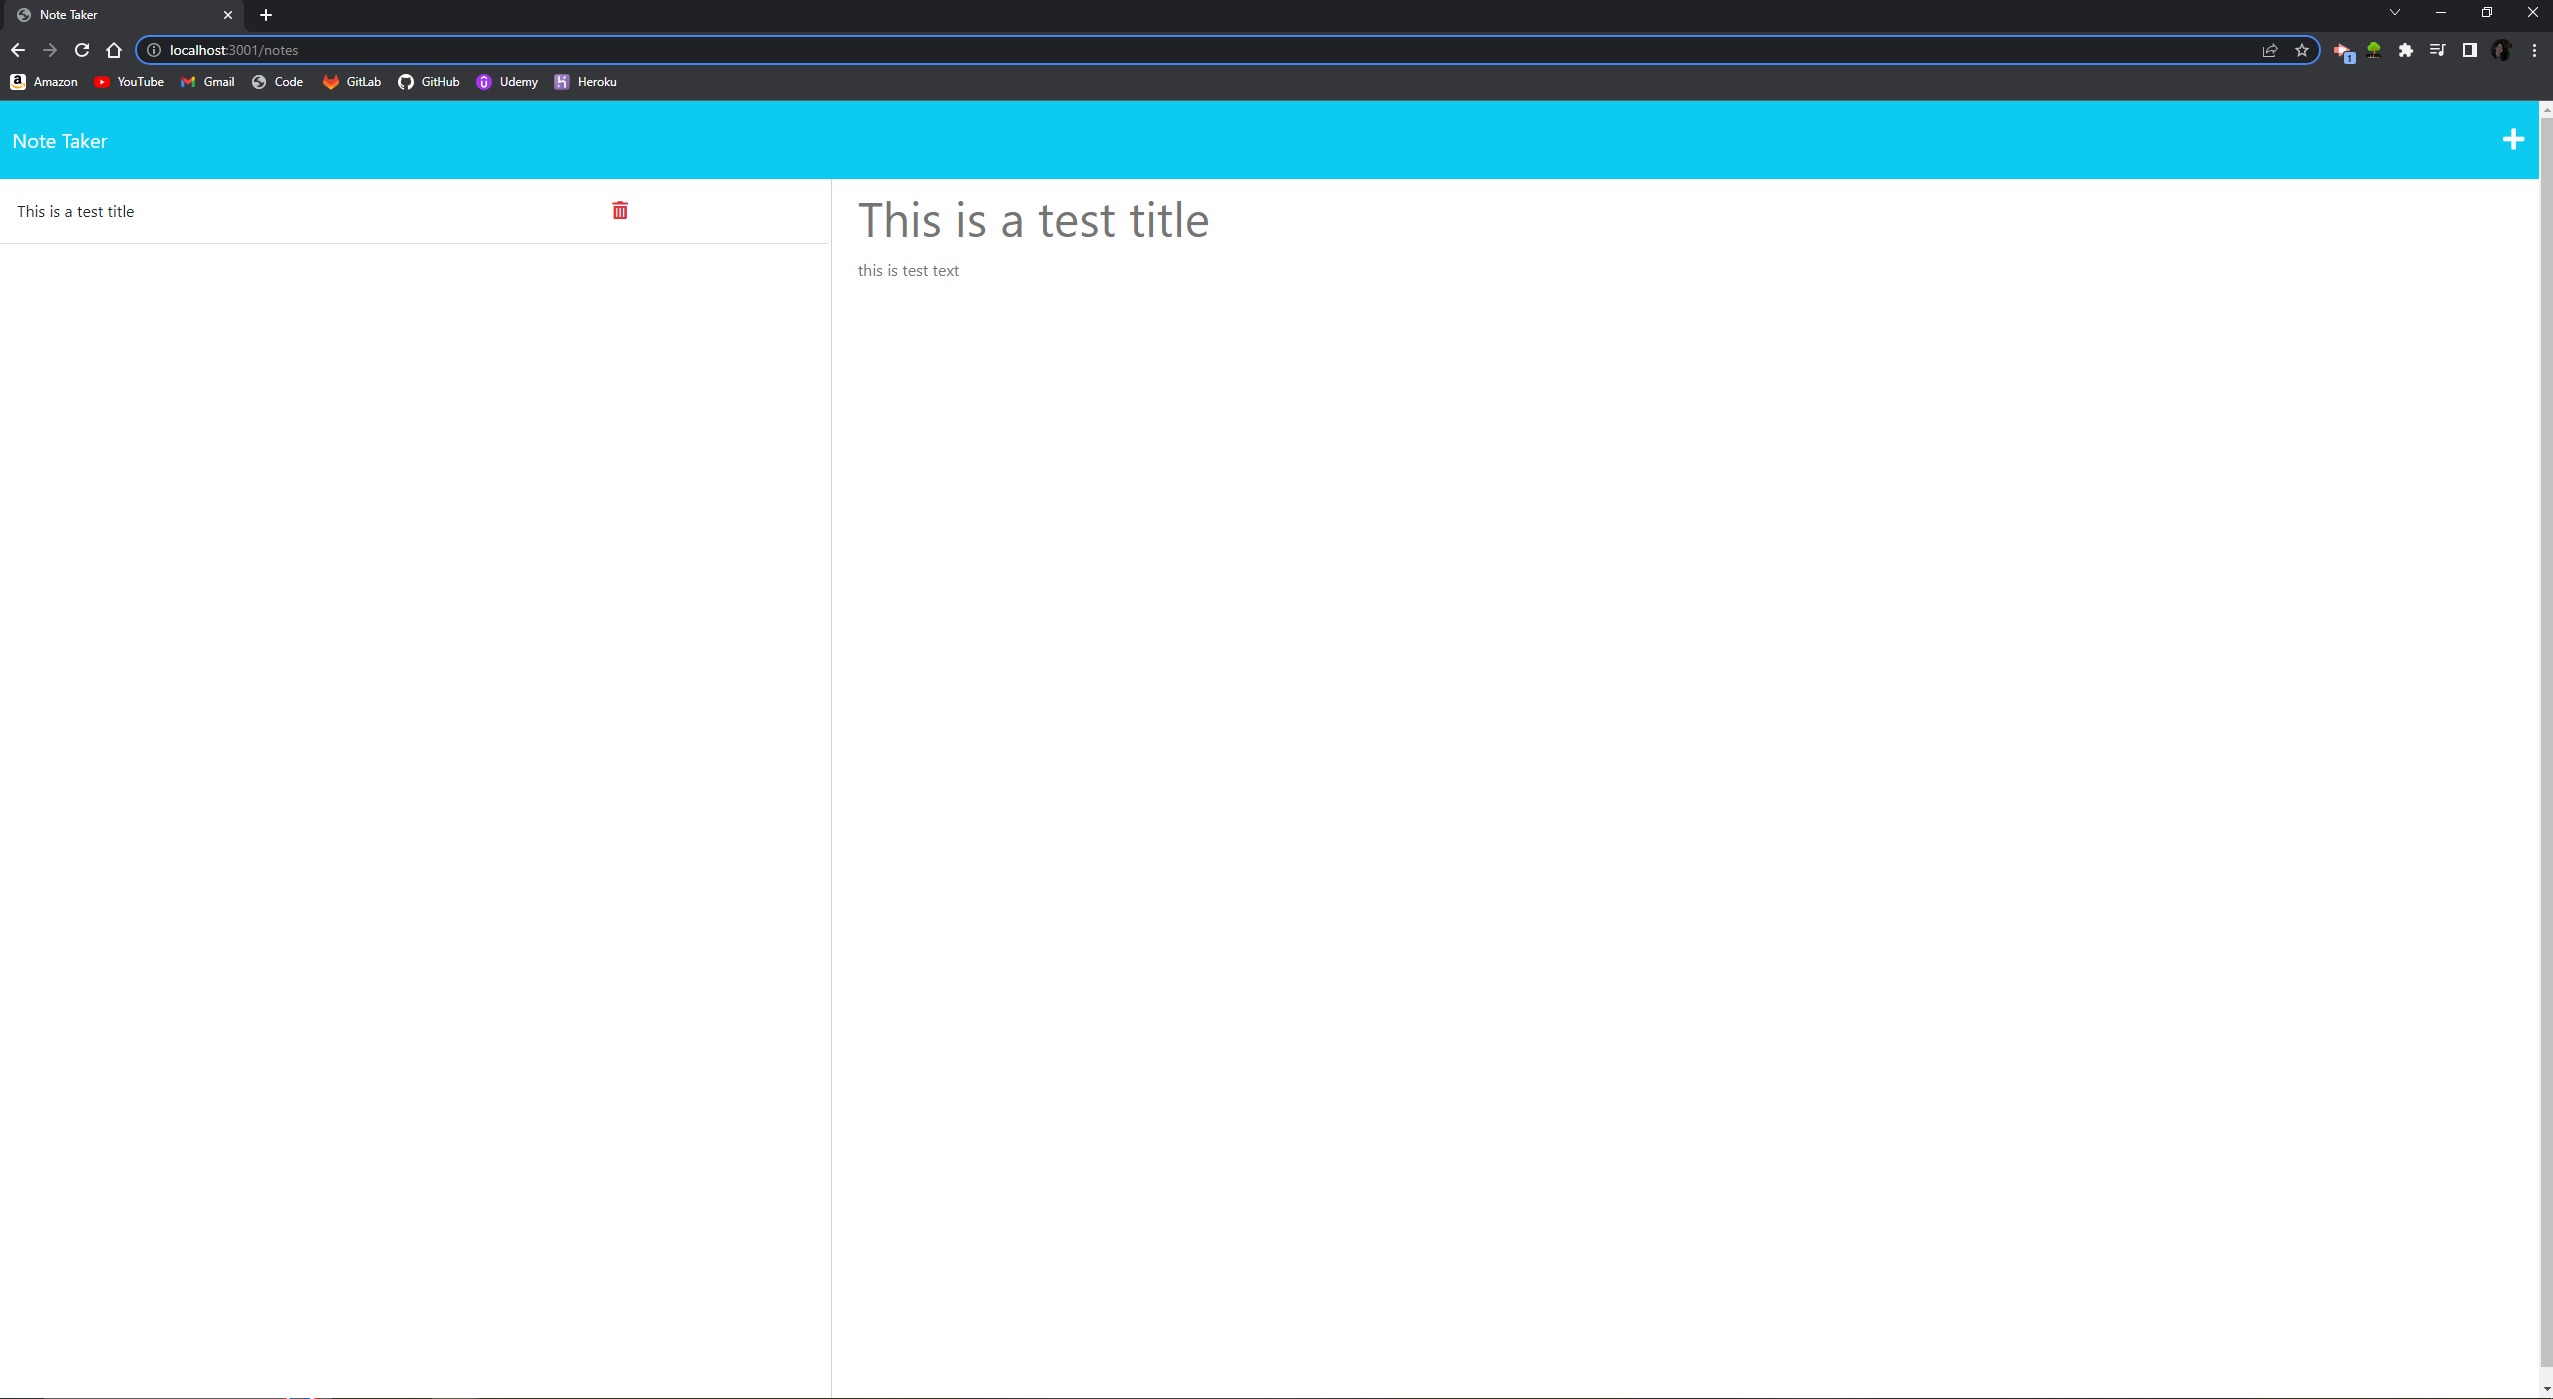 Note Taker
localhost:3001/notes
1
Amazon YouTube Gmail Code GitLab GitHub Udemy Heroku
Note Taker
This is a test title
This is a test title
this is test text